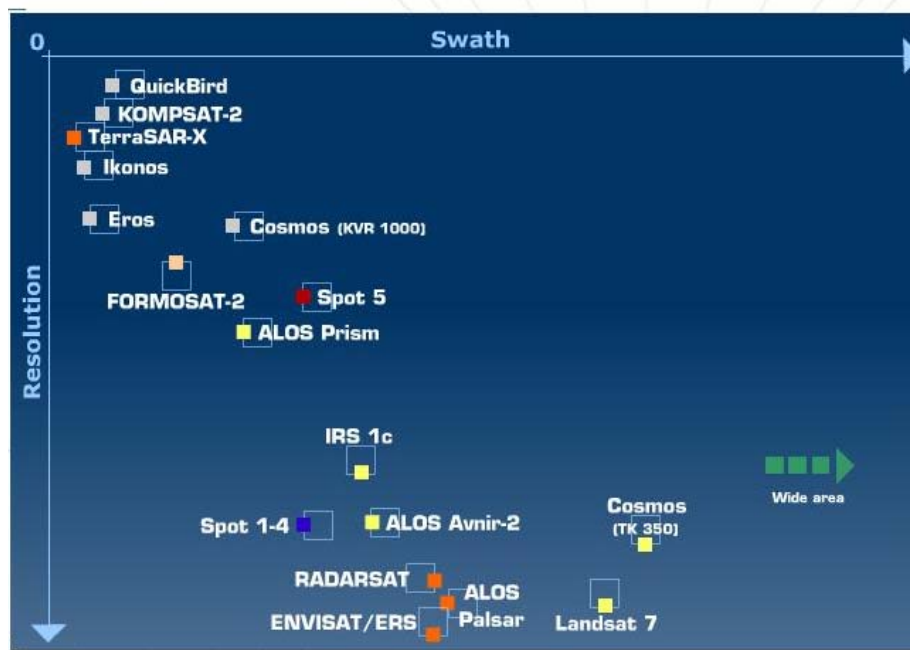 0
Swath
QuickBird
KOMPSAT-2
TerraSAR-X
Ikonos
Eros
Cosmos (KVR 1000)
FORMOSAT-2
Spot 5
ALOS Prism
Resolution
IRS 1c
Wide area
Spot 1-4
ALOS Avnir-2
Cosmos
(TK 350)
RADARSAT
ALOS
Palsar
ENVISAT/ERS
Landsat 7